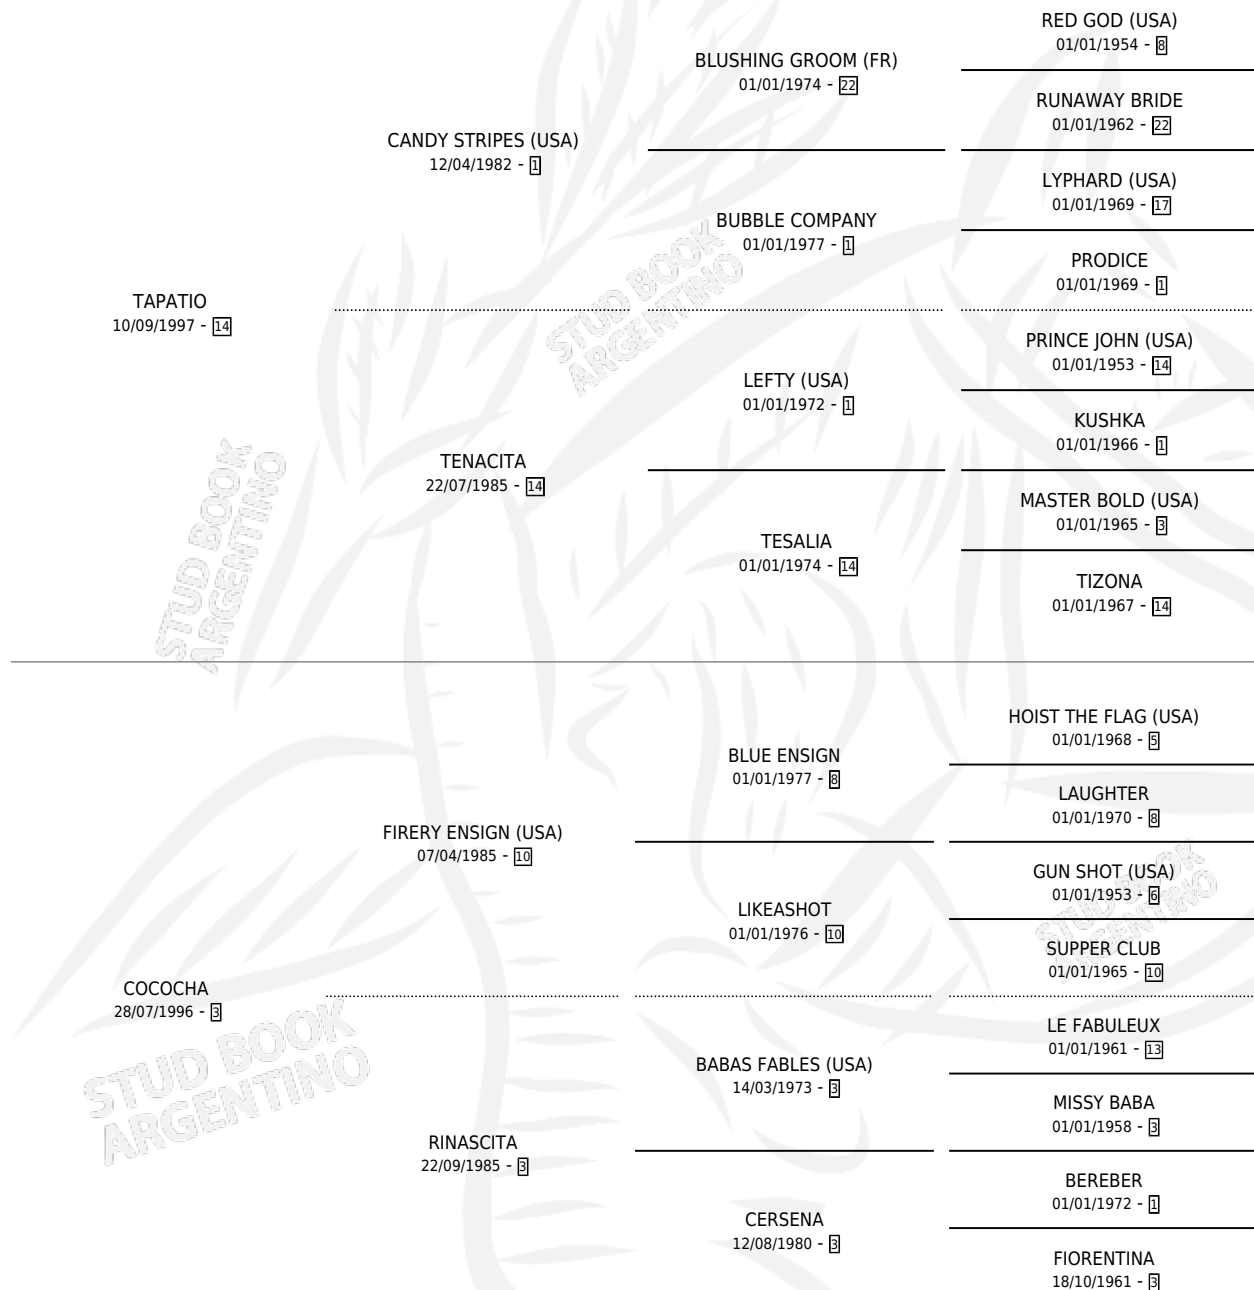 RED GOD (USA)
01/01/1954 - 8
BLUSHING GROOM (FR)
01/01/1974 - 22
RUNAWAY BRIDE
01/01/1962 - 22
CANDY STRIPES (USA)
12/04/1982 - 1
LYPHARD (USA)
01/01/1969 - 17
BUBBLE COMPANY
01/01/1977 - 1
PRODICE
01/01/1969 - 1
TAPATIO
10/09/1997 - 14
PRINCE JOHN (USA)
01/01/1953 - 14
LEFTY (USA)
01/01/1972 - 1
KUSHKA
01/01/1966 - 1
TENACITA
22/07/1985 - 14
MASTER BOLD (USA)
01/01/1965 - 3
TESALIA
01/01/1974 - 14
TIZONA
01/01/1967 - 14
HOIST THE FLAG (USA)
01/01/1968 - 5
BLUE ENSIGN
01/01/1977 - 8
LAUGHTER
01/01/1970 - 8
FIRERY ENSIGN (USA)
07/04/1985 - 10
GUN SHOT (USA)
01/01/1953 - 6
LIKEASHOT
01/01/1976 - 10
SUPPER CLUB
01/01/1965 - 10
COCOCHA
28/07/1996 - 3
LE FABULEUX
01/01/1961 - 13
BABAS FABLES (USA)
14/03/1973 - 3
MISSY BABA
01/01/1958 - 3
RINASCITA
22/09/1985 - 3
BEREBER
01/01/1972 - 1
CERSENA
12/08/1980 - 3
FIORENTINA
18/10/1961 - 3
STUD BOOK
ARGENTINO
STUD BOOK
ARGENTINO
STUD BOOK
ARGENTINO
STUD BOOK
ARGENTINO